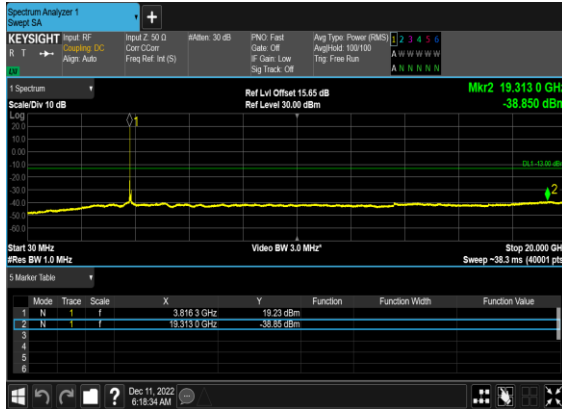 Spectrum Analyzer 1
Swept SA
+
KEYSIGHT
R T
LU
Input: RF
Coupling: DC
Align: Auto
Input Z: 50 Ω
Corr CCorr
Freq Ref: Int (S)
#Atten: 30 dB
PNO: Fast
Gate: Off
IF Gain: Low
Sig Track: Off
Avg Type: Power (RMS)
Avg|Hold: 100/100
Trig: Free Run
1 2 3 4 5 6
A W W W W W
A N N N N N
1 Spectrum
Scale/Div 10 dB
Ref Lvl Offset 15.65 dB
Ref Level 30.00 dBm
Mkr2 19.313 0 GHz
-38.850 dBm
Log
20.0
10.0
0.00
-10.0
-20.0
-30.0
-40.0
-50.0
-60.0
1
DL1 -13.00 dBm
2
Start 30 MHz
#Res BW 1.0 MHz
Video BW 3.0 MHz*
Stop 20.000 GHz
Sweep ~38.3 ms (40001 pts)
5 Marker Table
Mode Trace Scale X Y Function Function Width Function Value
1 N 1 f 3.816 3 GHz 19.23 dBm
2 N 1 f 19.313 0 GHz -38.85 dBm
3
4
5
6
?
Dec 11, 2022
6:18:34 AM